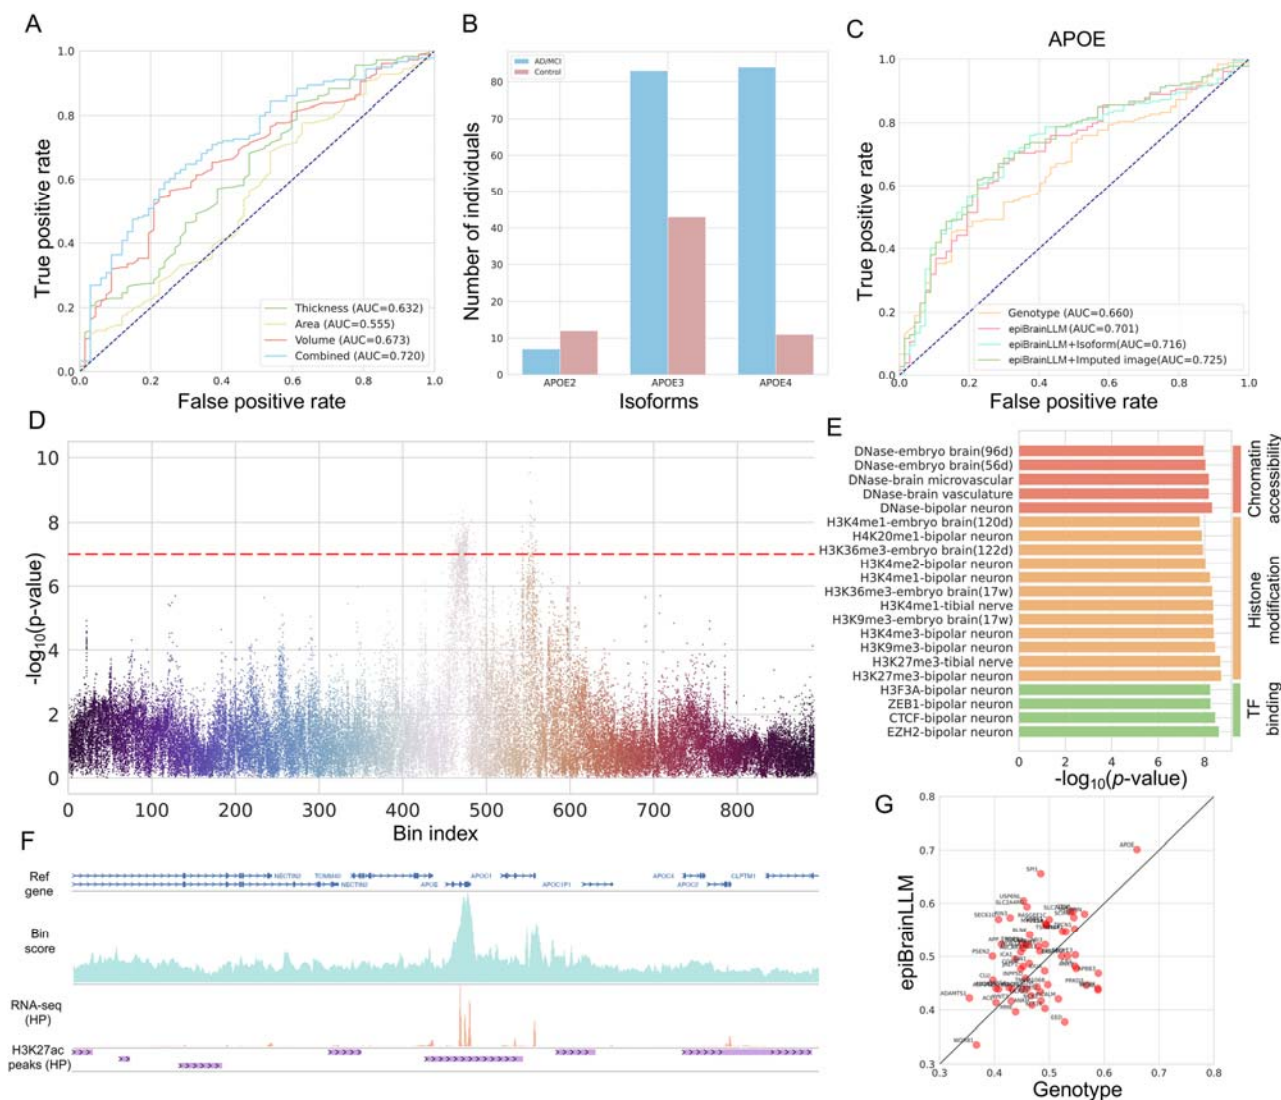 A
True positive rate
1.0
0.8
0.6
0.4
0.2
0.0
0.0 0.2 0.4 0.6 0.8 1.0
False positive rate
Thickness (AUC=0.632)
Area (AUC=0.555)
Volume (AUC=0.673)
Combined (AUC=0.720)
B
Number of individuals
AD/MCI
Control
80
70
60
50
40
30
20
10
0
APOE2 APOE3 APOE4
Isoforms
C
APOE
True positive rate
1.0
0.8
0.6
0.4
0.2
0.0
0.0 0.2 0.4 0.6 0.8 1.0
False positive rate
Genotype (AUC=0.660)
epiBrainLLM(AUC=0.701)
epiBrainLLM+Isoform(AUC=0.716)
epiBrainLLM+Imputed image(AUC=0.725)
D
-log10(p-value)
10
8
6
4
2
0
0 100 200 300 400 500 600 700 800
Bin index
E
DNase-embryo brain(96d)
DNase-embryo brain(56d)
DNase-brain microvascular
DNase-brain vasculature
DNase-bipolar neuron
H3K4me1-embryo brain(120d)
H4K20me1-bipolar neuron
H3K36me3-embryo brain(122d)
H3K4me2-bipolar neuron
H3K4me1-bipolar neuron
H3K36me3-embryo brain(17w)
H3K4me1-tibial nerve
H3K9me3-embryo brain(17w)
H3K4me3-bipolar neuron
H3K9me3-bipolar neuron
H3K27me3-tibial nerve
H3K27me3-bipolar neuron
H3F3A-bipolar neuron
ZEB1-bipolar neuron
CTCF-bipolar neuron
EZH2-bipolar neuron
Chromatin
accessibility
Histone
modification
TF
binding
0 2 4 6 8
-log10(p-value)
F
Ref
gene
NECTIN2 TOMM40 APOC1 APOC4 CLPTM1
NECTIN2 APOE APOC1P1 APOC2
Bin
score
RNA-seq
(HP)
H3K27ac
peaks (HP)
G
epiBrainLLM
0.8
0.7
0.6
0.5
0.4
0.3
0.3 0.4 0.5 0.6 0.7 0.8
Genotype
APOE
SPI1
PSEN2
CLU
ADAMTS1
EED